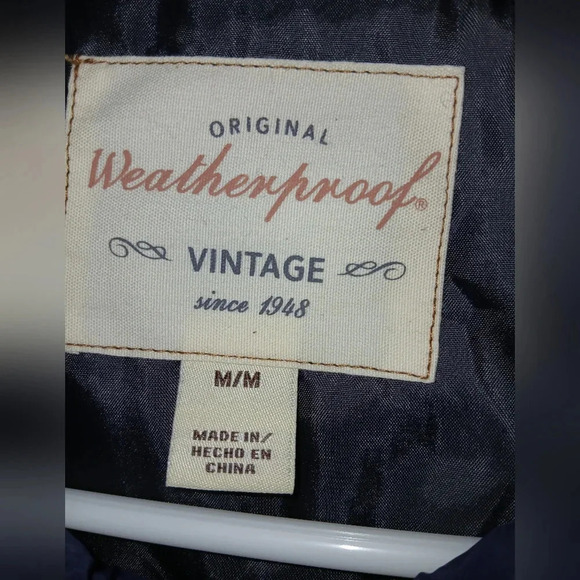 ORIGINAL
Weatherproof®
VINTAGE
since 1948
M/M
MADE IN/
HECHO EN
CHINA